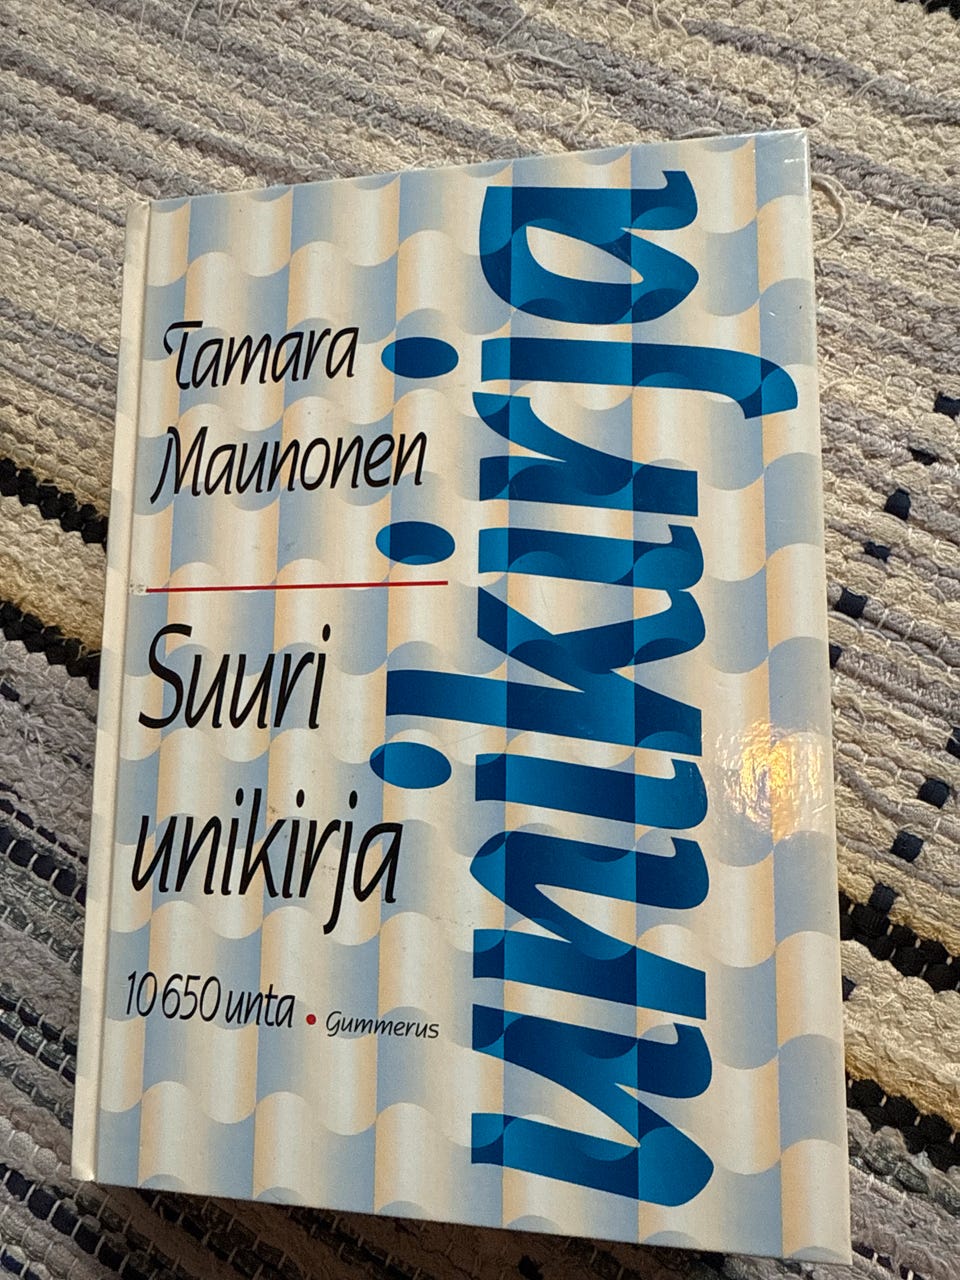 Tamara
Maunonen
Suuri
unikirja
10 650 unta • Gummerus
unikirja